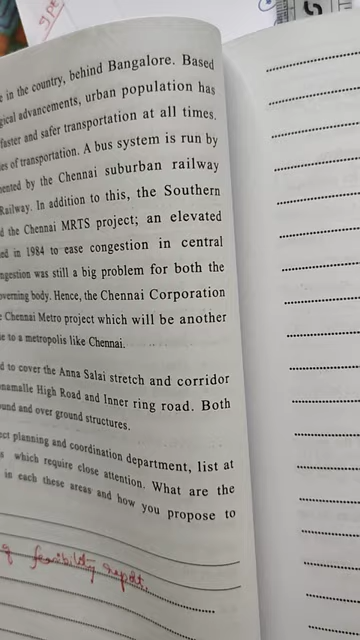 e in the country, behind Bangalore. Based
gical advancements, urban population has
faster and safer transportation at all times.
es of transportation. A bus system is run by
ented by the Chennai suburban railway
Railway. In addition to this, the Southern
d the Chennai MRTS project; an elevated
ed in 1984 to ease congestion in central
ngestion was still a big problem for both the
overning body. Hence, the Chennai Corporation
e Chennai Metro project which will be another
e to a metropolis like Chennai.
d to cover the Anna Salai stretch and corridor
namalle High Road and Inner ring road. Both
und and over ground structures.
ect planning and coordination department, list at
s which require close attention. What are the
in each these areas and how you propose to
feasibility report.